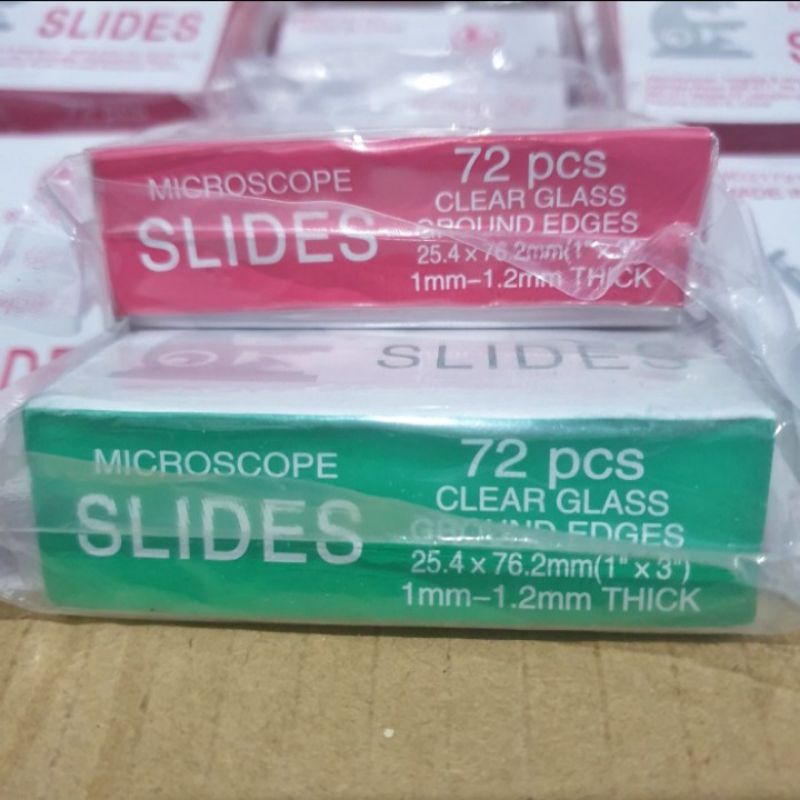 SLIDES
MICROSCOPE
SLIDES
72 pcs
CLEAR GLASS
GROUND EDGES
25.4 x 76.2mm(1" x 3")
1mm-1.2mm THICK
SLIDES
MICROSCOPE
SLIDES
72 pcs
CLEAR GLASS
GROUND EDGES
25.4 x 76.2mm(1" x 3")
1mm-1.2mm THICK